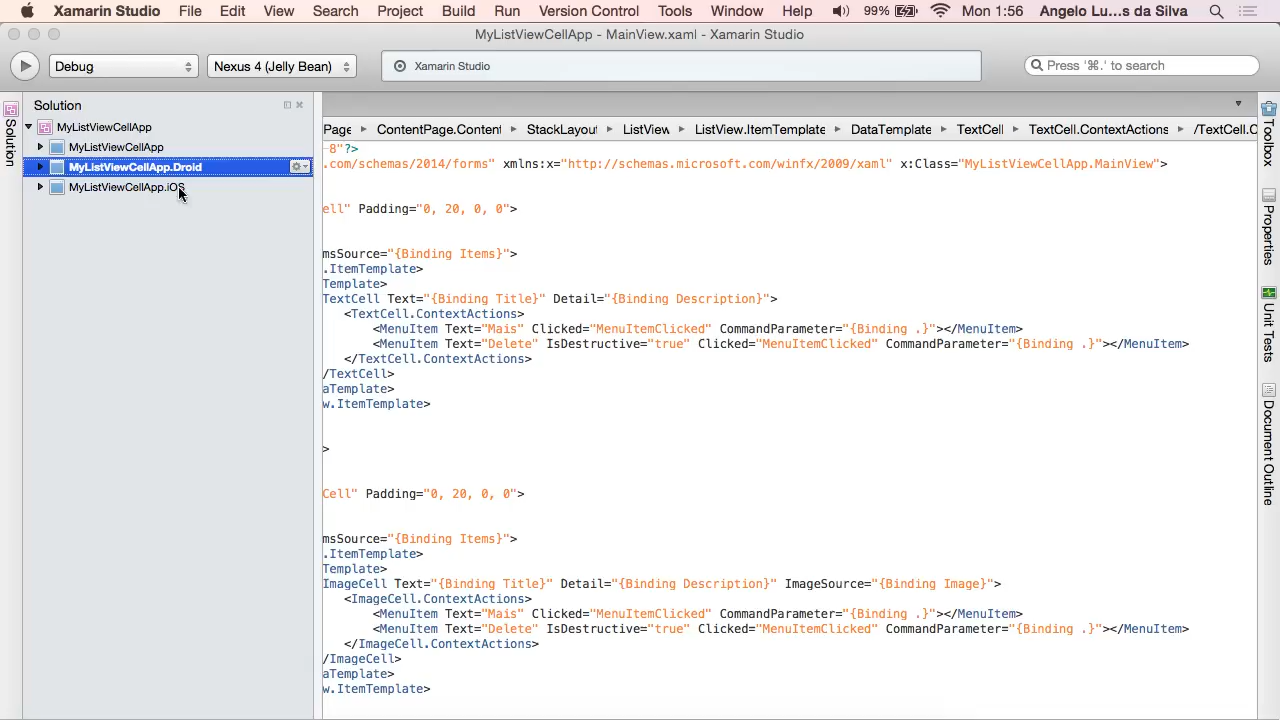 Xamarin Studio File Edit View Search Project Build Run Version Control Tools Window Help 99% Mon 1:56 Angelo Lu...s da Silva
MyListViewCellApp - MainView.xaml - Xamarin Studio
Debug Nexus 4 (Jelly Bean) Xamarin Studio Press '⌘.' to search
Solution
Solution
MyListViewCellApp
MyListViewCellApp
MyListViewCellApp.Droid
MyListViewCellApp.iOS
Page ContentPage.Content StackLayout ListView ListView.ItemTemplate DataTemplate TextCell TextCell.ContextActions /TextCell.C
8"?>
.com/schemas/2014/forms" xmlns:x="http://schemas.microsoft.com/winfx/2009/xaml" x:Class="MyListViewCellApp.MainView">
ell" Padding="0, 20, 0, 0">
msSource="{Binding Items}">
.ItemTemplate>
Template>
TextCell Text="{Binding Title}" Detail="{Binding Description}">
<TextCell.ContextActions>
<MenuItem Text="Mais" Clicked="MenuItemClicked" CommandParameter="{Binding .}"></MenuItem>
<MenuItem Text="Delete" IsDestructive="true" Clicked="MenuItemClicked" CommandParameter="{Binding .}"></MenuItem>
</TextCell.ContextActions>
/TextCell>
aTemplate>
w.ItemTemplate>
>
Cell" Padding="0, 20, 0, 0">
msSource="{Binding Items}">
.ItemTemplate>
Template>
ImageCell Text="{Binding Title}" Detail="{Binding Description}" ImageSource="{Binding Image}">
<ImageCell.ContextActions>
<MenuItem Text="Mais" Clicked="MenuItemClicked" CommandParameter="{Binding .}"></MenuItem>
<MenuItem Text="Delete" IsDestructive="true" Clicked="MenuItemClicked" CommandParameter="{Binding .}"></MenuItem>
</ImageCell.ContextActions>
/ImageCell>
aTemplate>
w.ItemTemplate>
Toolbox
Properties
Unit Tests
Document Outline